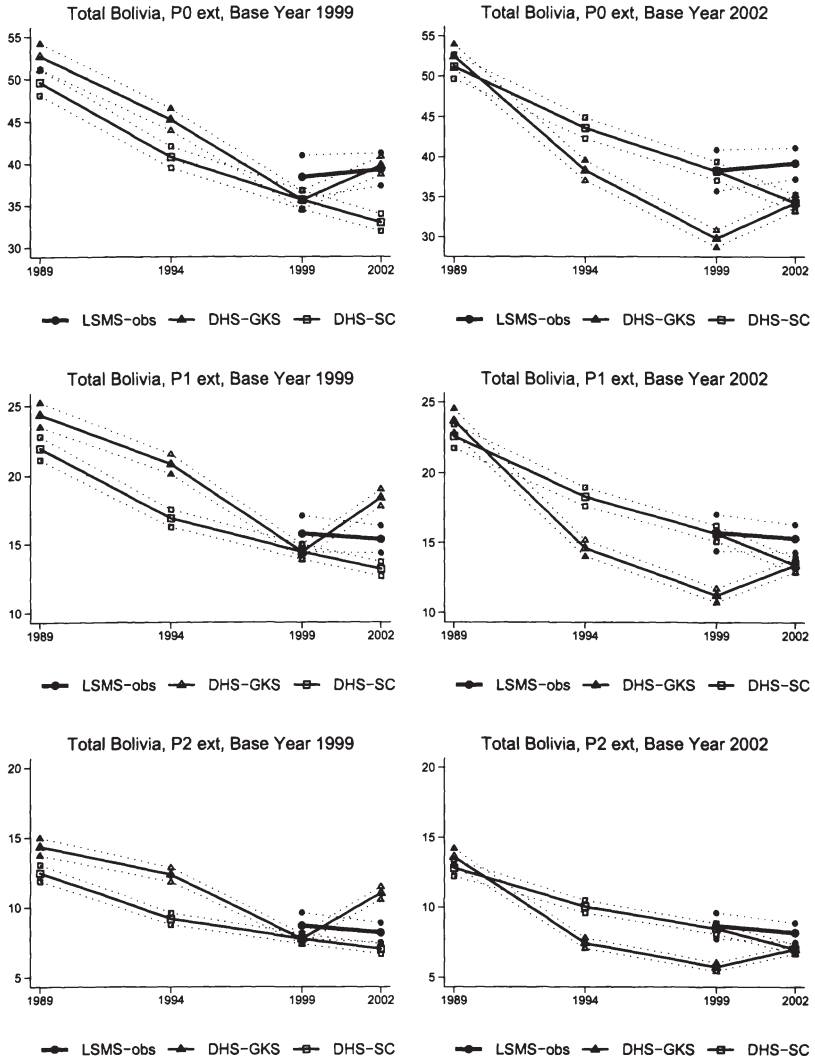 Total Bolivia, P0 ext, Base Year 1999
55
50
45
40
35
30
1989
1994
1999
2002
LSMS-obs
DHS-GKS
DHS-SC
Total Bolivia, P0 ext, Base Year 2002
55
50
45
40
35
30
1989
1994
1999
2002
LSMS-obs
DHS-GKS
DHS-SC
Total Bolivia, P1 ext, Base Year 1999
25
20
15
10
1989
1994
1999
2002
LSMS-obs
DHS-GKS
DHS-SC
Total Bolivia, P1 ext, Base Year 2002
25
20
15
10
1989
1994
1999
2002
LSMS-obs
DHS-GKS
DHS-SC
Total Bolivia, P2 ext, Base Year 1999
20
15
10
5
1989
1994
1999
2002
LSMS-obs
DHS-GKS
DHS-SC
Total Bolivia, P2 ext, Base Year 2002
20
15
10
5
1989
1994
1999
2002
LSMS-obs
DHS-GKS
DHS-SC